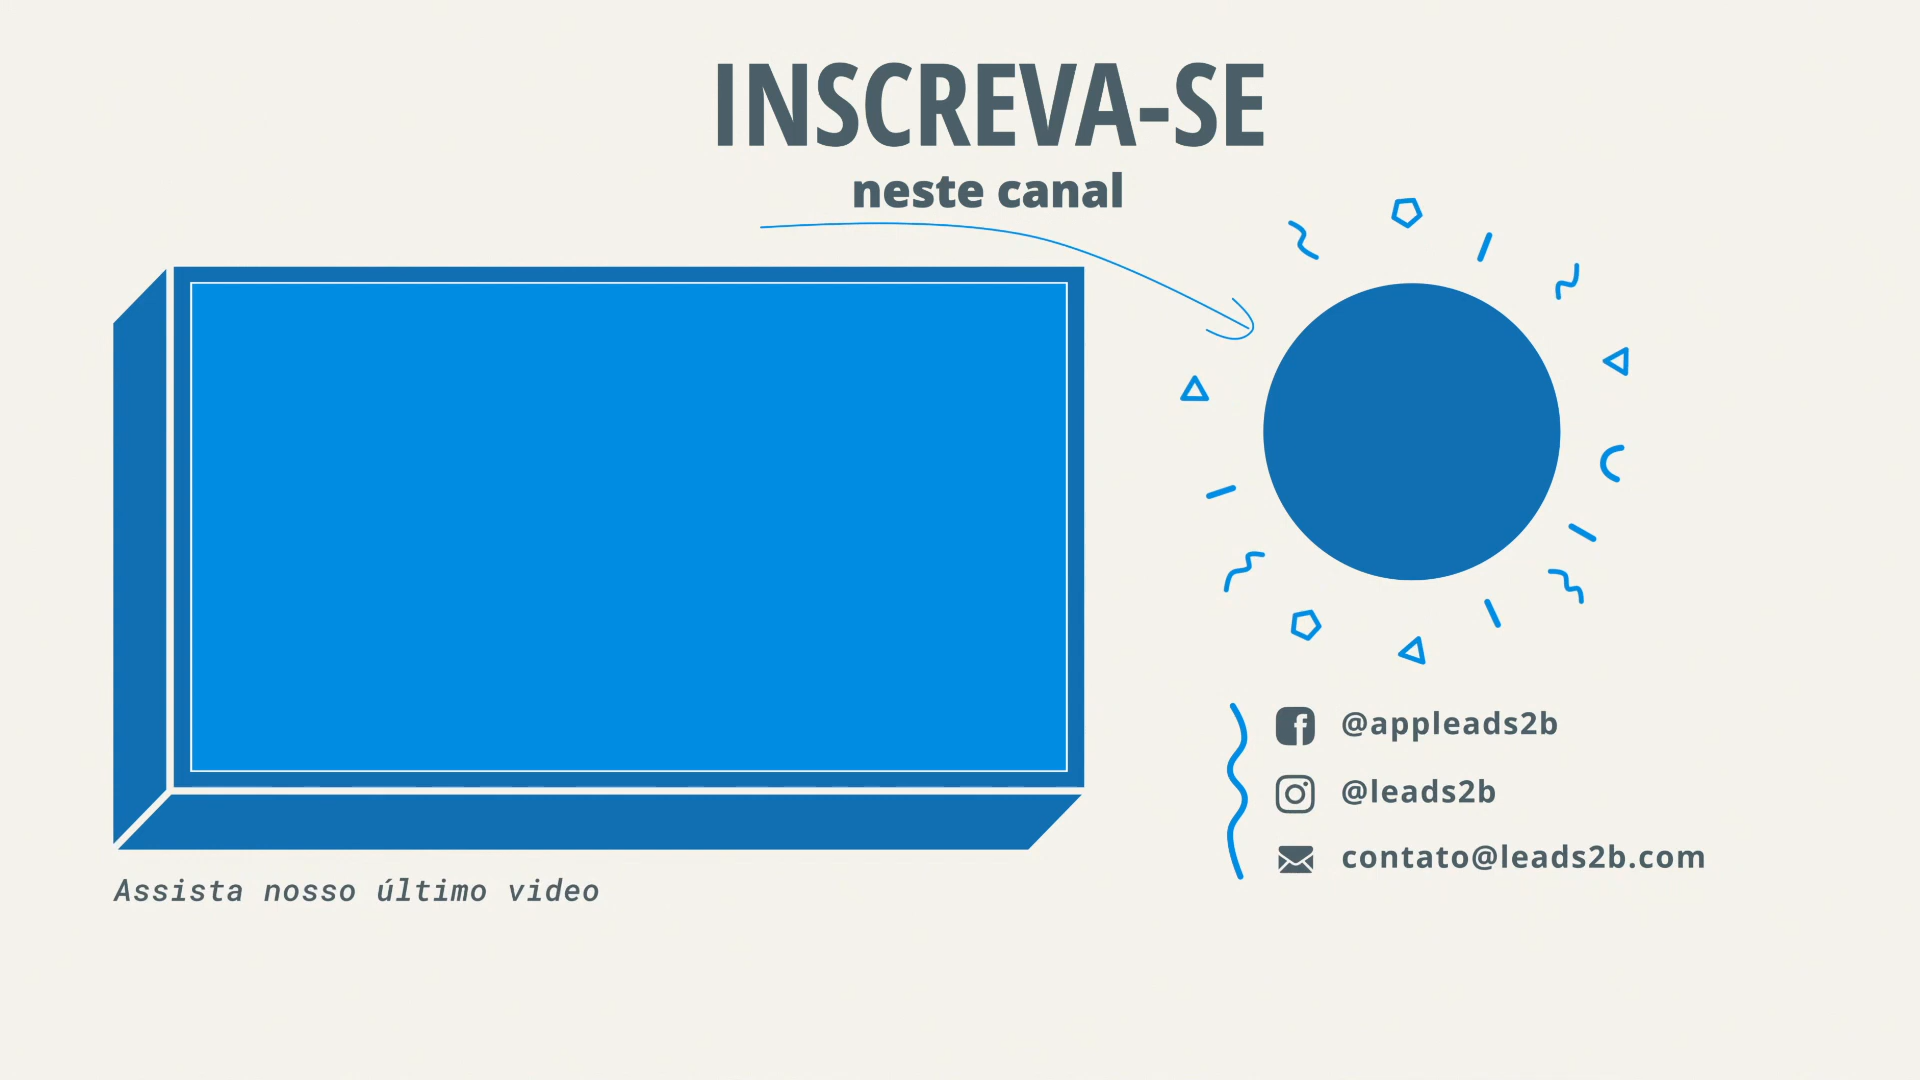 INSCREVA-SE
neste canal
@appleads2b
@leads2b
contato@leads2b.com
Assista nosso último video